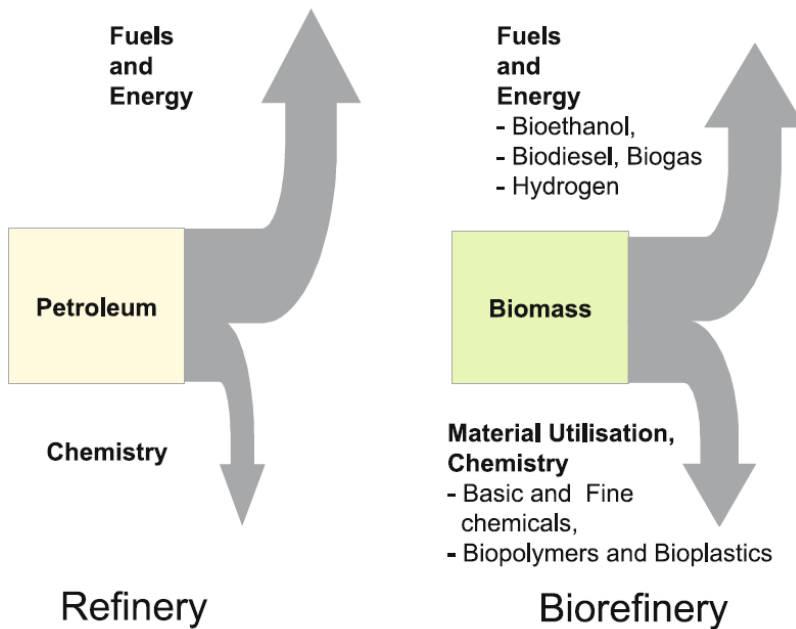 Fuels
and
Energy
Petroleum
Chemistry
Refinery
Fuels
and
Energy
- Bioethanol,
- Biodiesel, Biogas
- Hydrogen
Biomass
Material Utilisation,
Chemistry
- Basic and Fine
chemicals,
- Biopolymers and Bioplastics
Biorefinery